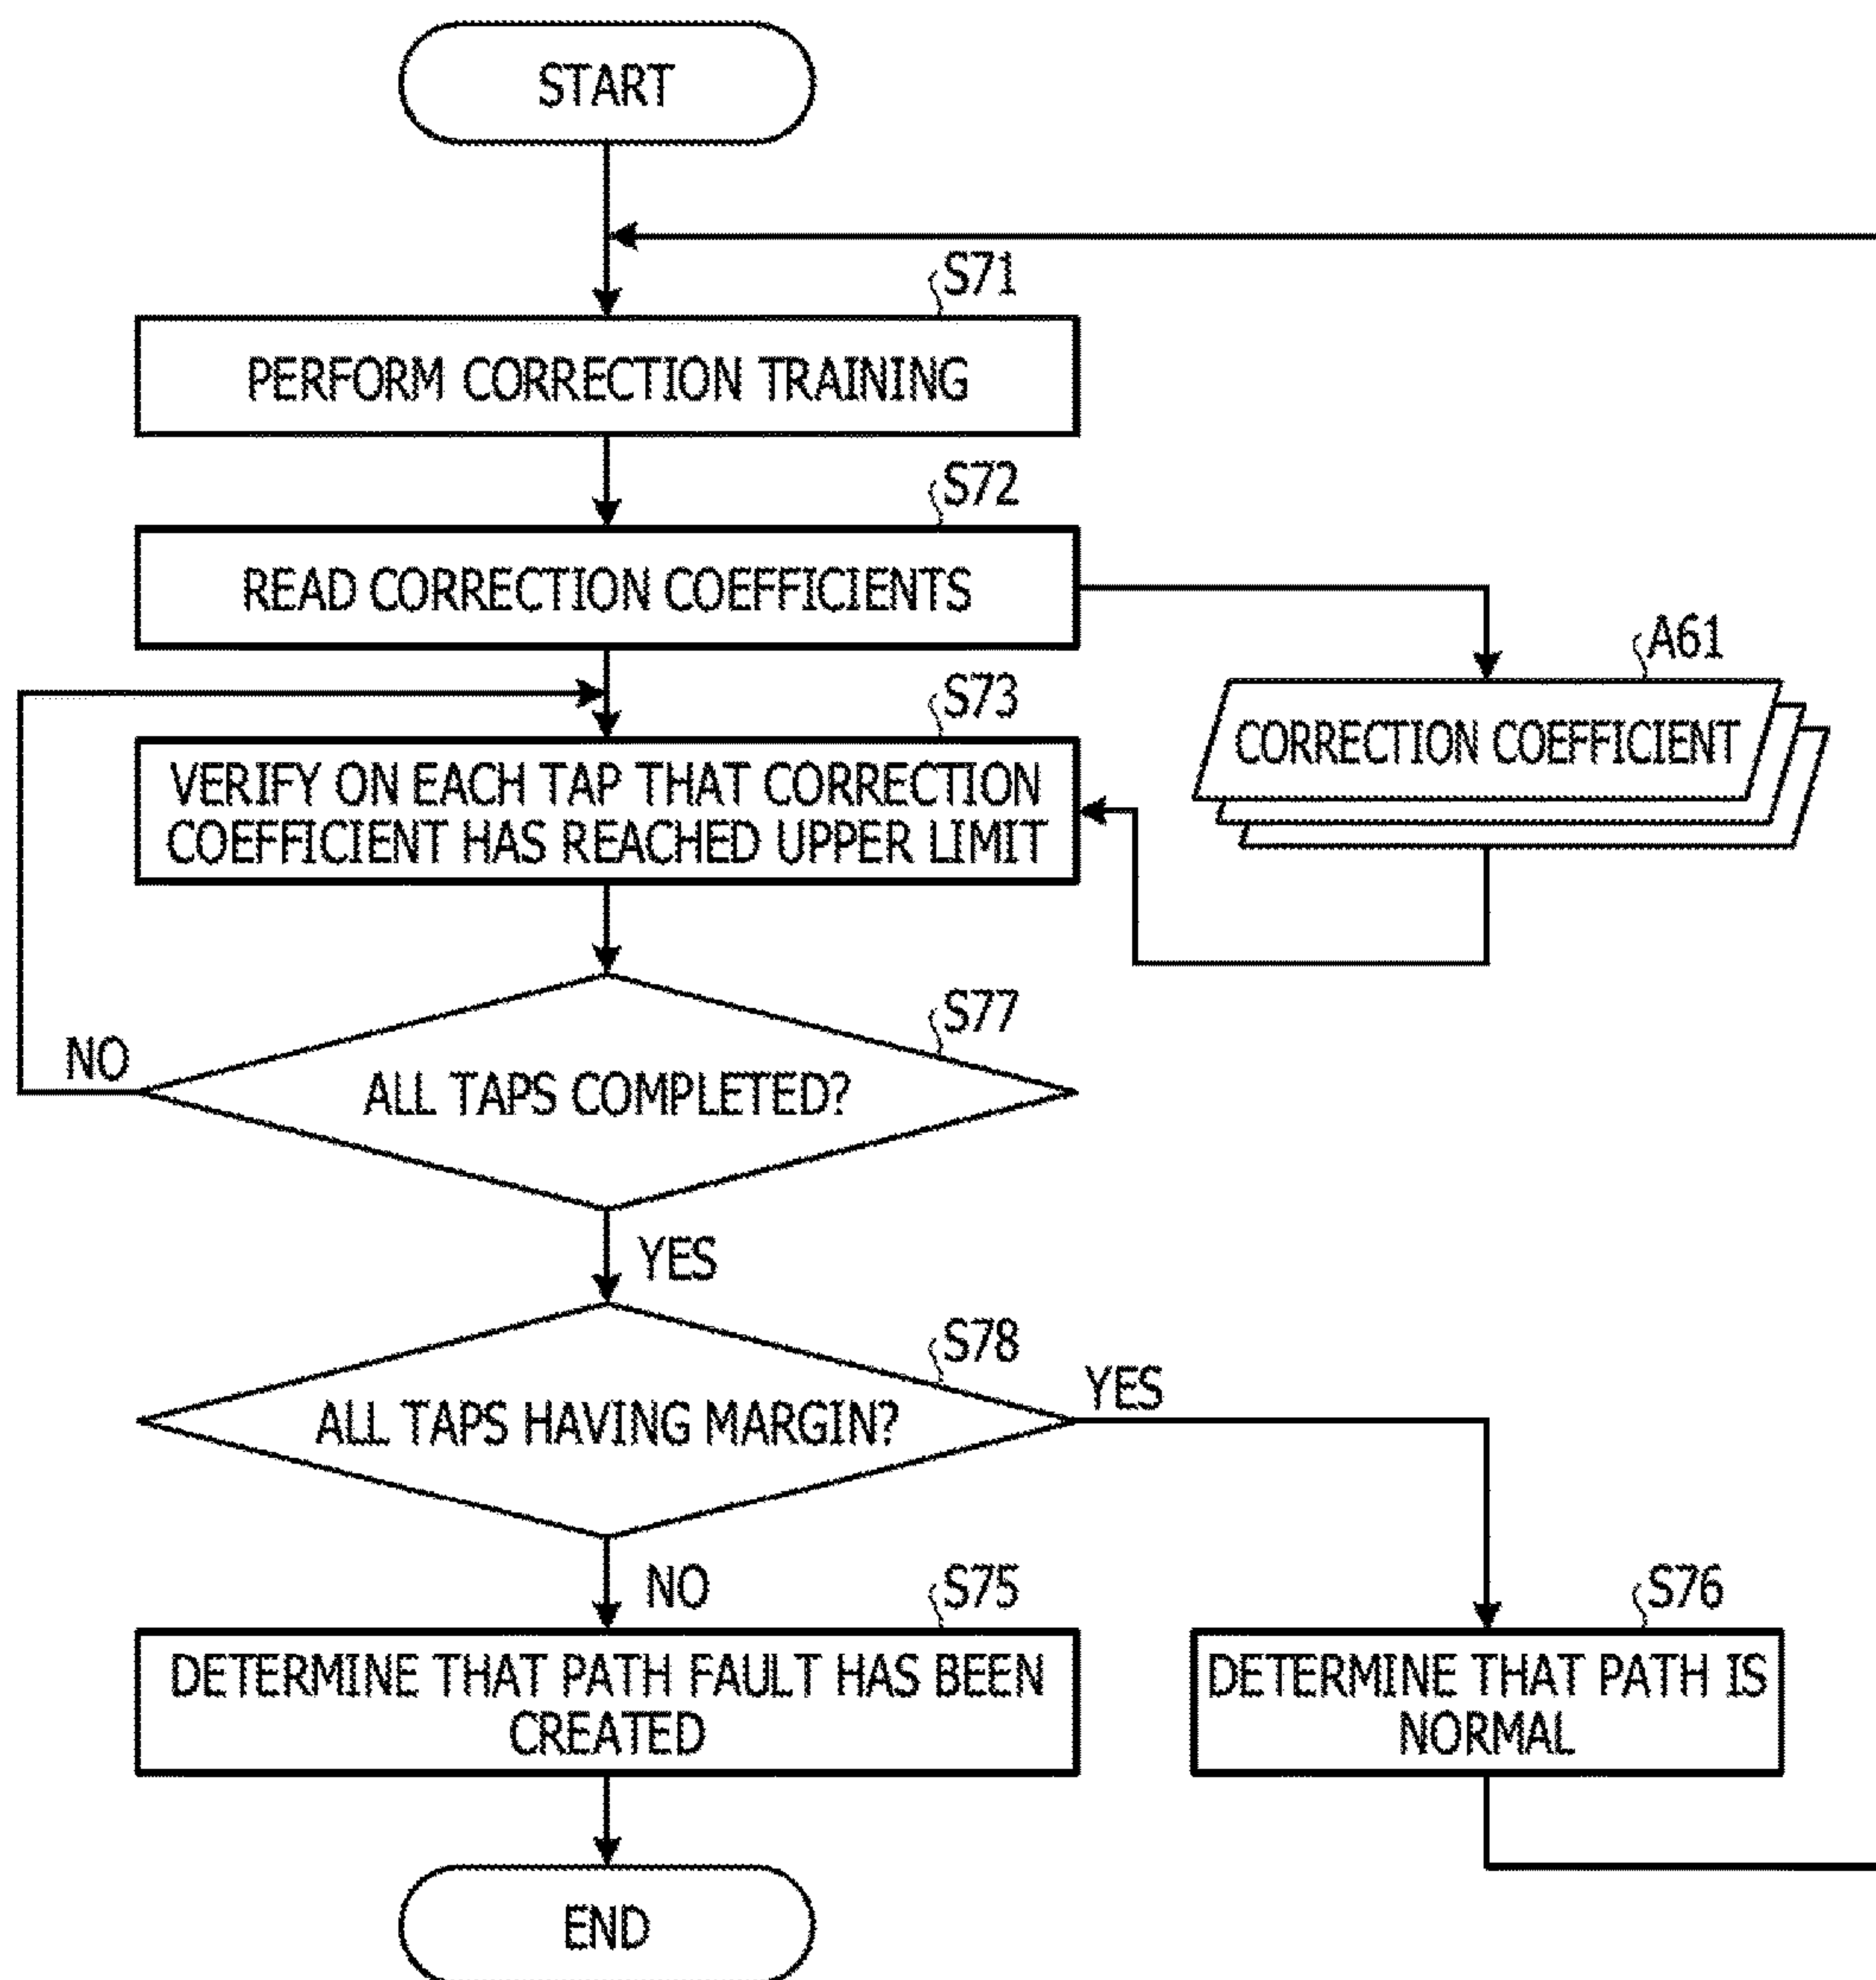 START
S71
PERFORM CORRECTION TRAINING
S72
READ CORRECTION COEFFICIENTS
A61
CORRECTION COEFFICIENT
S73
VERIFY ON EACH TAP THAT CORRECTION
COEFFICIENT HAS REACHED UPPER LIMIT
S77
NO
ALL TAPS COMPLETED?
YES
S78
YES
ALL TAPS HAVING MARGIN?
NO
S75
DETERMINE THAT PATH FAULT HAS BEEN
CREATED
S76
DETERMINE THAT PATH IS
NORMAL
END